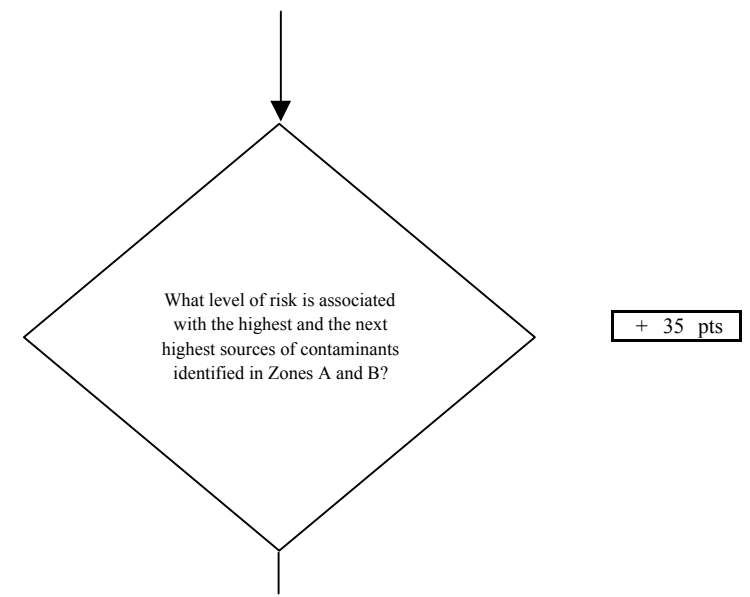 What level of risk is associated
with the highest and the next
highest sources of contaminants
identified in Zones A and B?
+ 35 pts